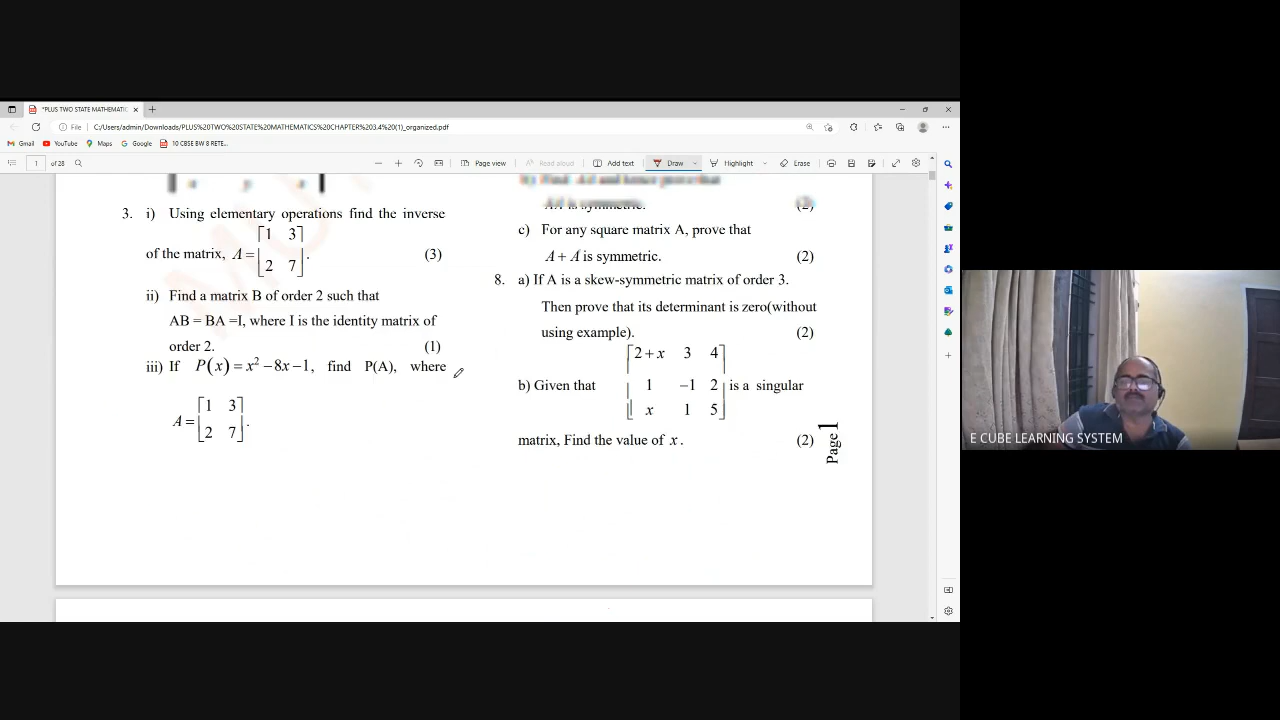 *PLUS TWO STATE MATHEMATI
File C:/Users/admin/Downloads/PLUS%20TWO%20STATE%20MATHEMATICS%20CHAPTER%203.4%20(1)_organized.pdf
Gmail YouTube Maps Google 10 CBSE BW 8 RETE...
1 of 28 Page view Read aloud Add text Draw Highlight Erase
3. i) Using elementary operations find the inverse
of the matrix, A = [1 3
2 7]. (3)
ii) Find a matrix B of order 2 such that
AB = BA =I, where I is the identity matrix of
order 2. (1)
iii) If P(x) = x² − 8x − 1, find P(A), where
A = [1 3
2 7].
is symmetric. (2)
c) For any square matrix A, prove that
A + A is symmetric. (2)
8. a) If A is a skew-symmetric matrix of order 3.
Then prove that its determinant is zero(without
using example). (2)
b) Given that [2 + x 3 4
1 −1 2
x 1 5] is a singular
matrix, Find the value of x. (2)
Page 1
E CUBE LEARNING SYSTEM